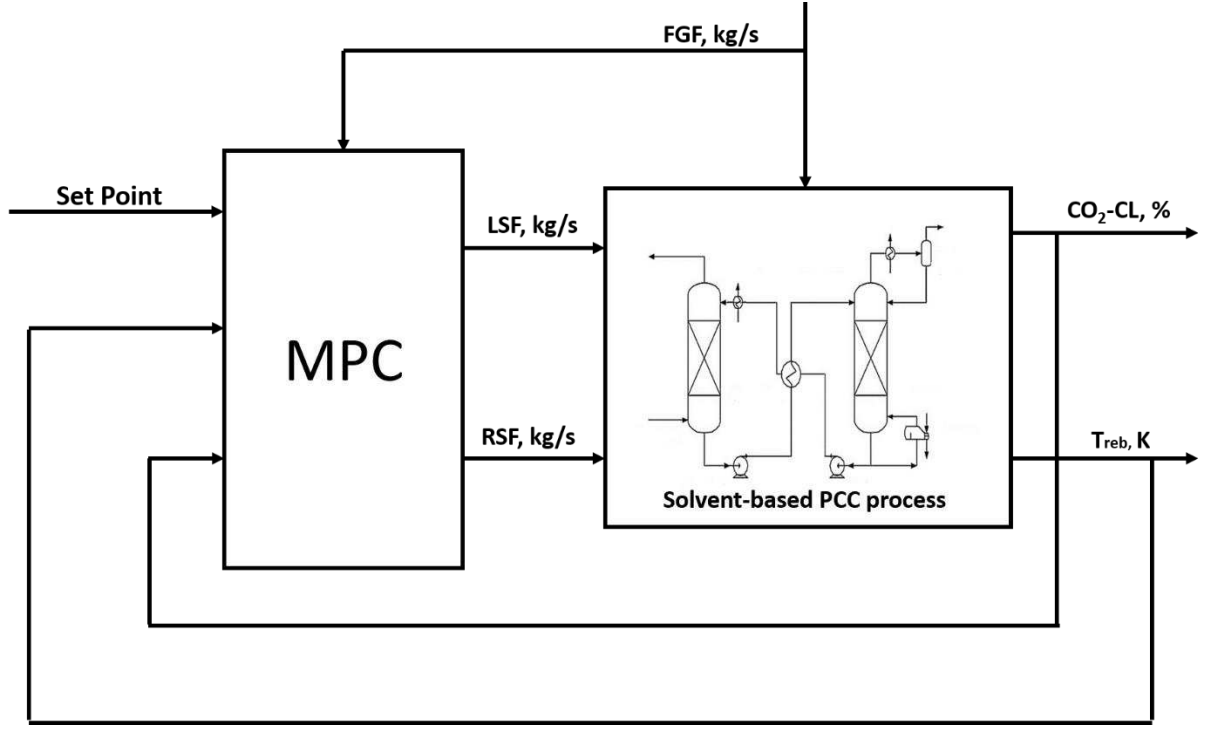 FGF, kg/s
Set Point
LSF, kg/s
CO₂-CL, %
MPC
RSF, kg/s
Treb, K
Solvent-based PCC process